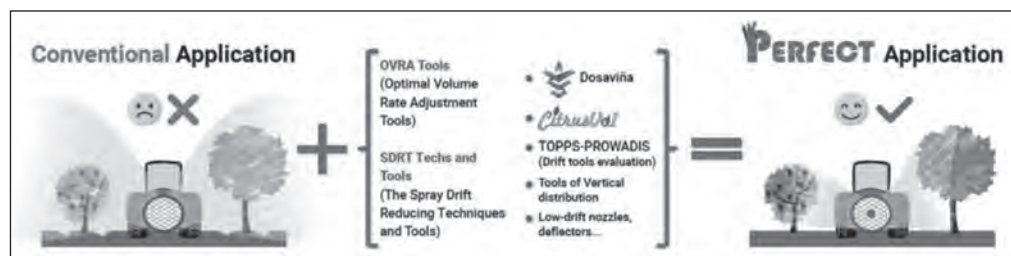 Conventional Application
OVRA Tools
(Optimal Volume
Rate Adjustment
Tools)
SDRT Techs and
Tools
(The Spray Drift
Reducing Techniques
and Tools)
• Dosaviña
• CitrusVol
• TOPPS-PROWADIS
(Drift tools evaluation)
• Tools of Vertical
distribution
• Low-drift nozzles,
deflectors...
PERFECT Application